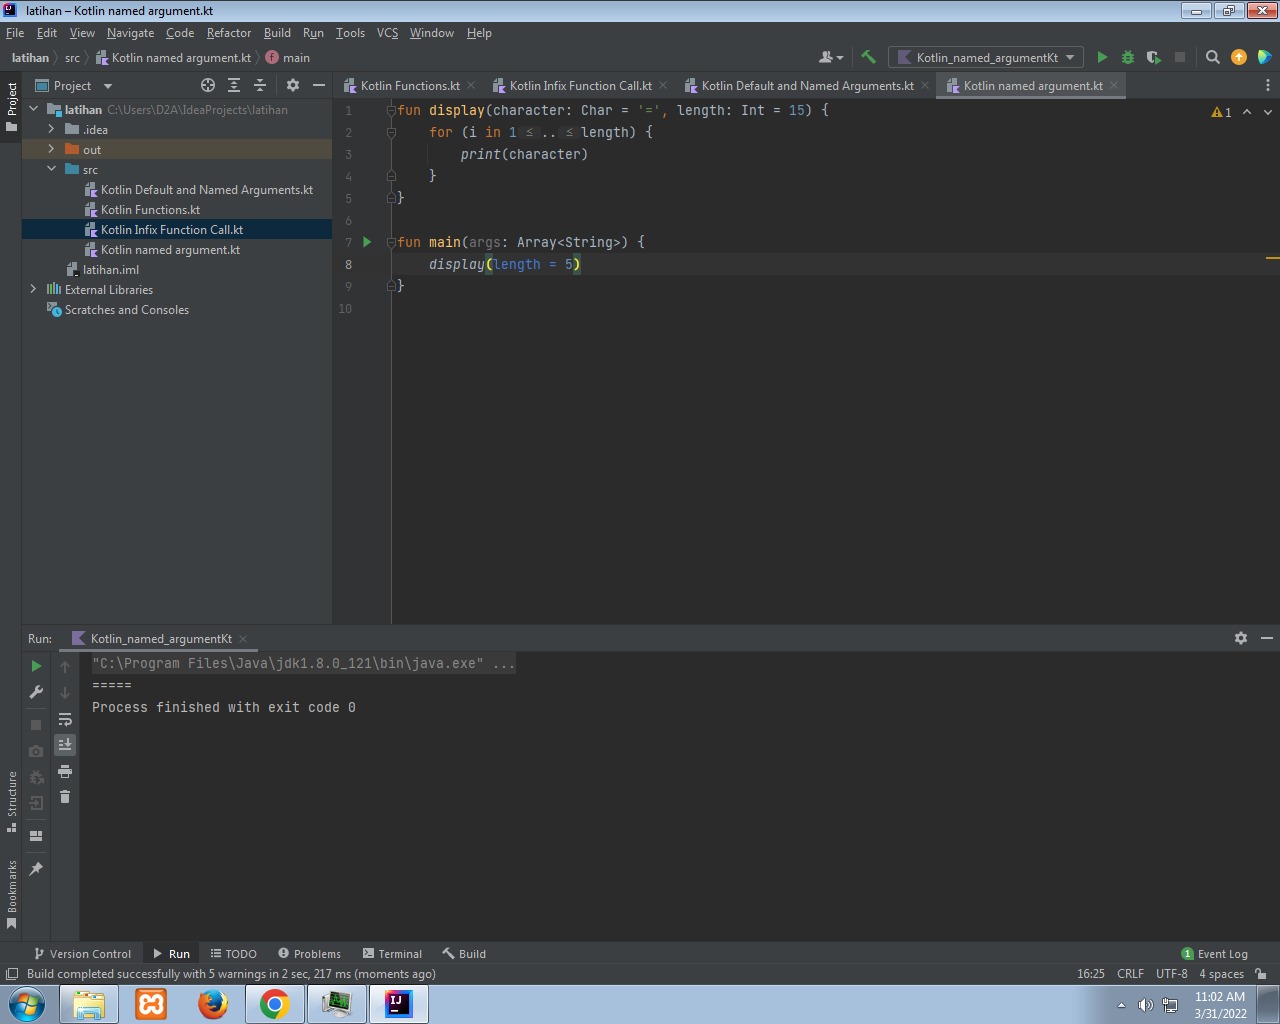 latihan – Kotlin named argument.kt
File Edit View Navigate Code Refactor Build Run Tools VCS Window Help
latihan src Kotlin named argument.kt main
Kotlin_named_argumentKt
Project
Project
Kotlin Functions.kt Kotlin Infix Function Call.kt Kotlin Default and Named Arguments.kt Kotlin named argument.kt
latihan C:\Users\D2A\IdeaProjects\latihan
.idea
out
src
Kotlin Default and Named Arguments.kt
Kotlin Functions.kt
Kotlin Infix Function Call.kt
Kotlin named argument.kt
latihan.iml
External Libraries
Scratches and Consoles
1 fun display(character: Char = '=', length: Int = 15) {
2 for (i in 1 ≤ .. ≤ length) {
3 print(character)
4 }
5 }
6
7 fun main(args: Array<String>) {
8 display(length = 5)
9 }
10
1
Run: Kotlin_named_argumentKt
"C:\Program Files\Java\jdk1.8.0_121\bin\java.exe" ...
=====
Process finished with exit code 0
Structure
Bookmarks
Version Control Run TODO Problems Terminal Build 1 Event Log
Build completed successfully with 5 warnings in 2 sec, 217 ms (moments ago) 16:25 CRLF UTF-8 4 spaces
IJ
11:02 AM
3/31/2022